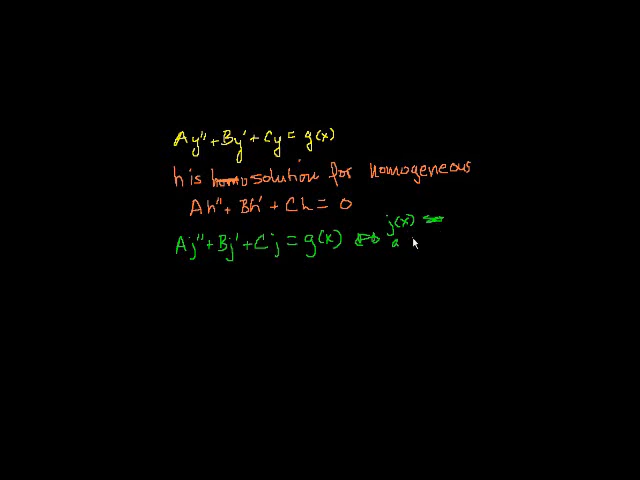 Ay'' + By' + Cy = g(x)
h is solution for homogeneous
Ah'' + Bh' + Ch = 0
Aj'' + Bj' + Cj = g(x) ↔ j(x)
a